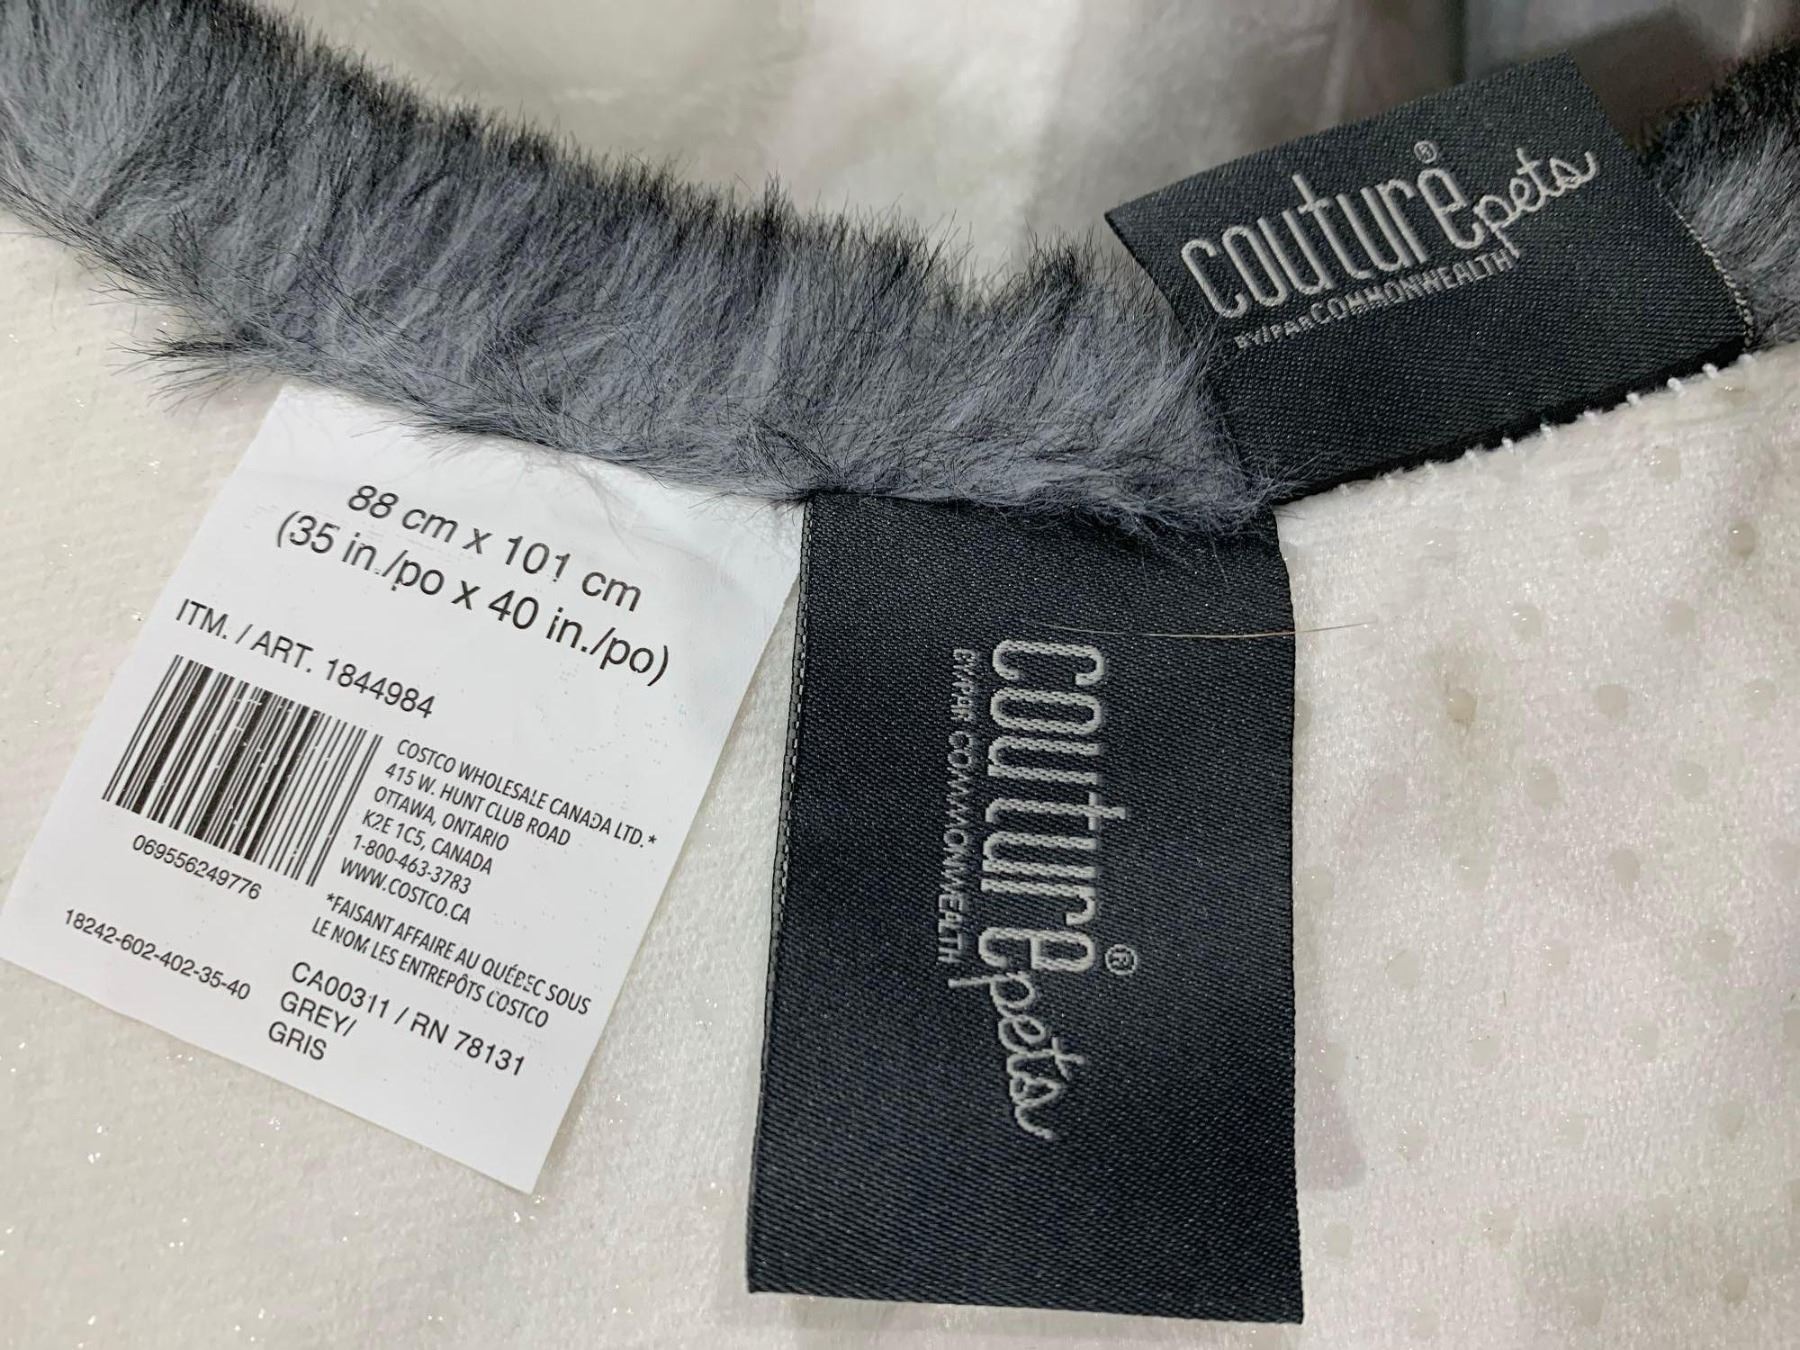 couture® pets
BY/PAR COMMONWEALTH
88 cm x 101 cm
(35 in./po x 40 in./po)
ITM. / ART. 1844984
069556249776
COSTCO WHOLESALE CANADA LTD.*
415 W. HUNT CLUB ROAD
OTTAWA, ONTARIO
K2E 1C5, CANADA
1-800-463-3783
WWW.COSTCO.CA
*FAISANT AFFAIRE AU QUÉBEC SOUS
LE NOM LES ENTREPÔTS COSTCO
18242-602-402-35-40
CA00311 / RN 78131
GREY/
GRIS
couture® pets
BY/PAR COMMONWEALTH